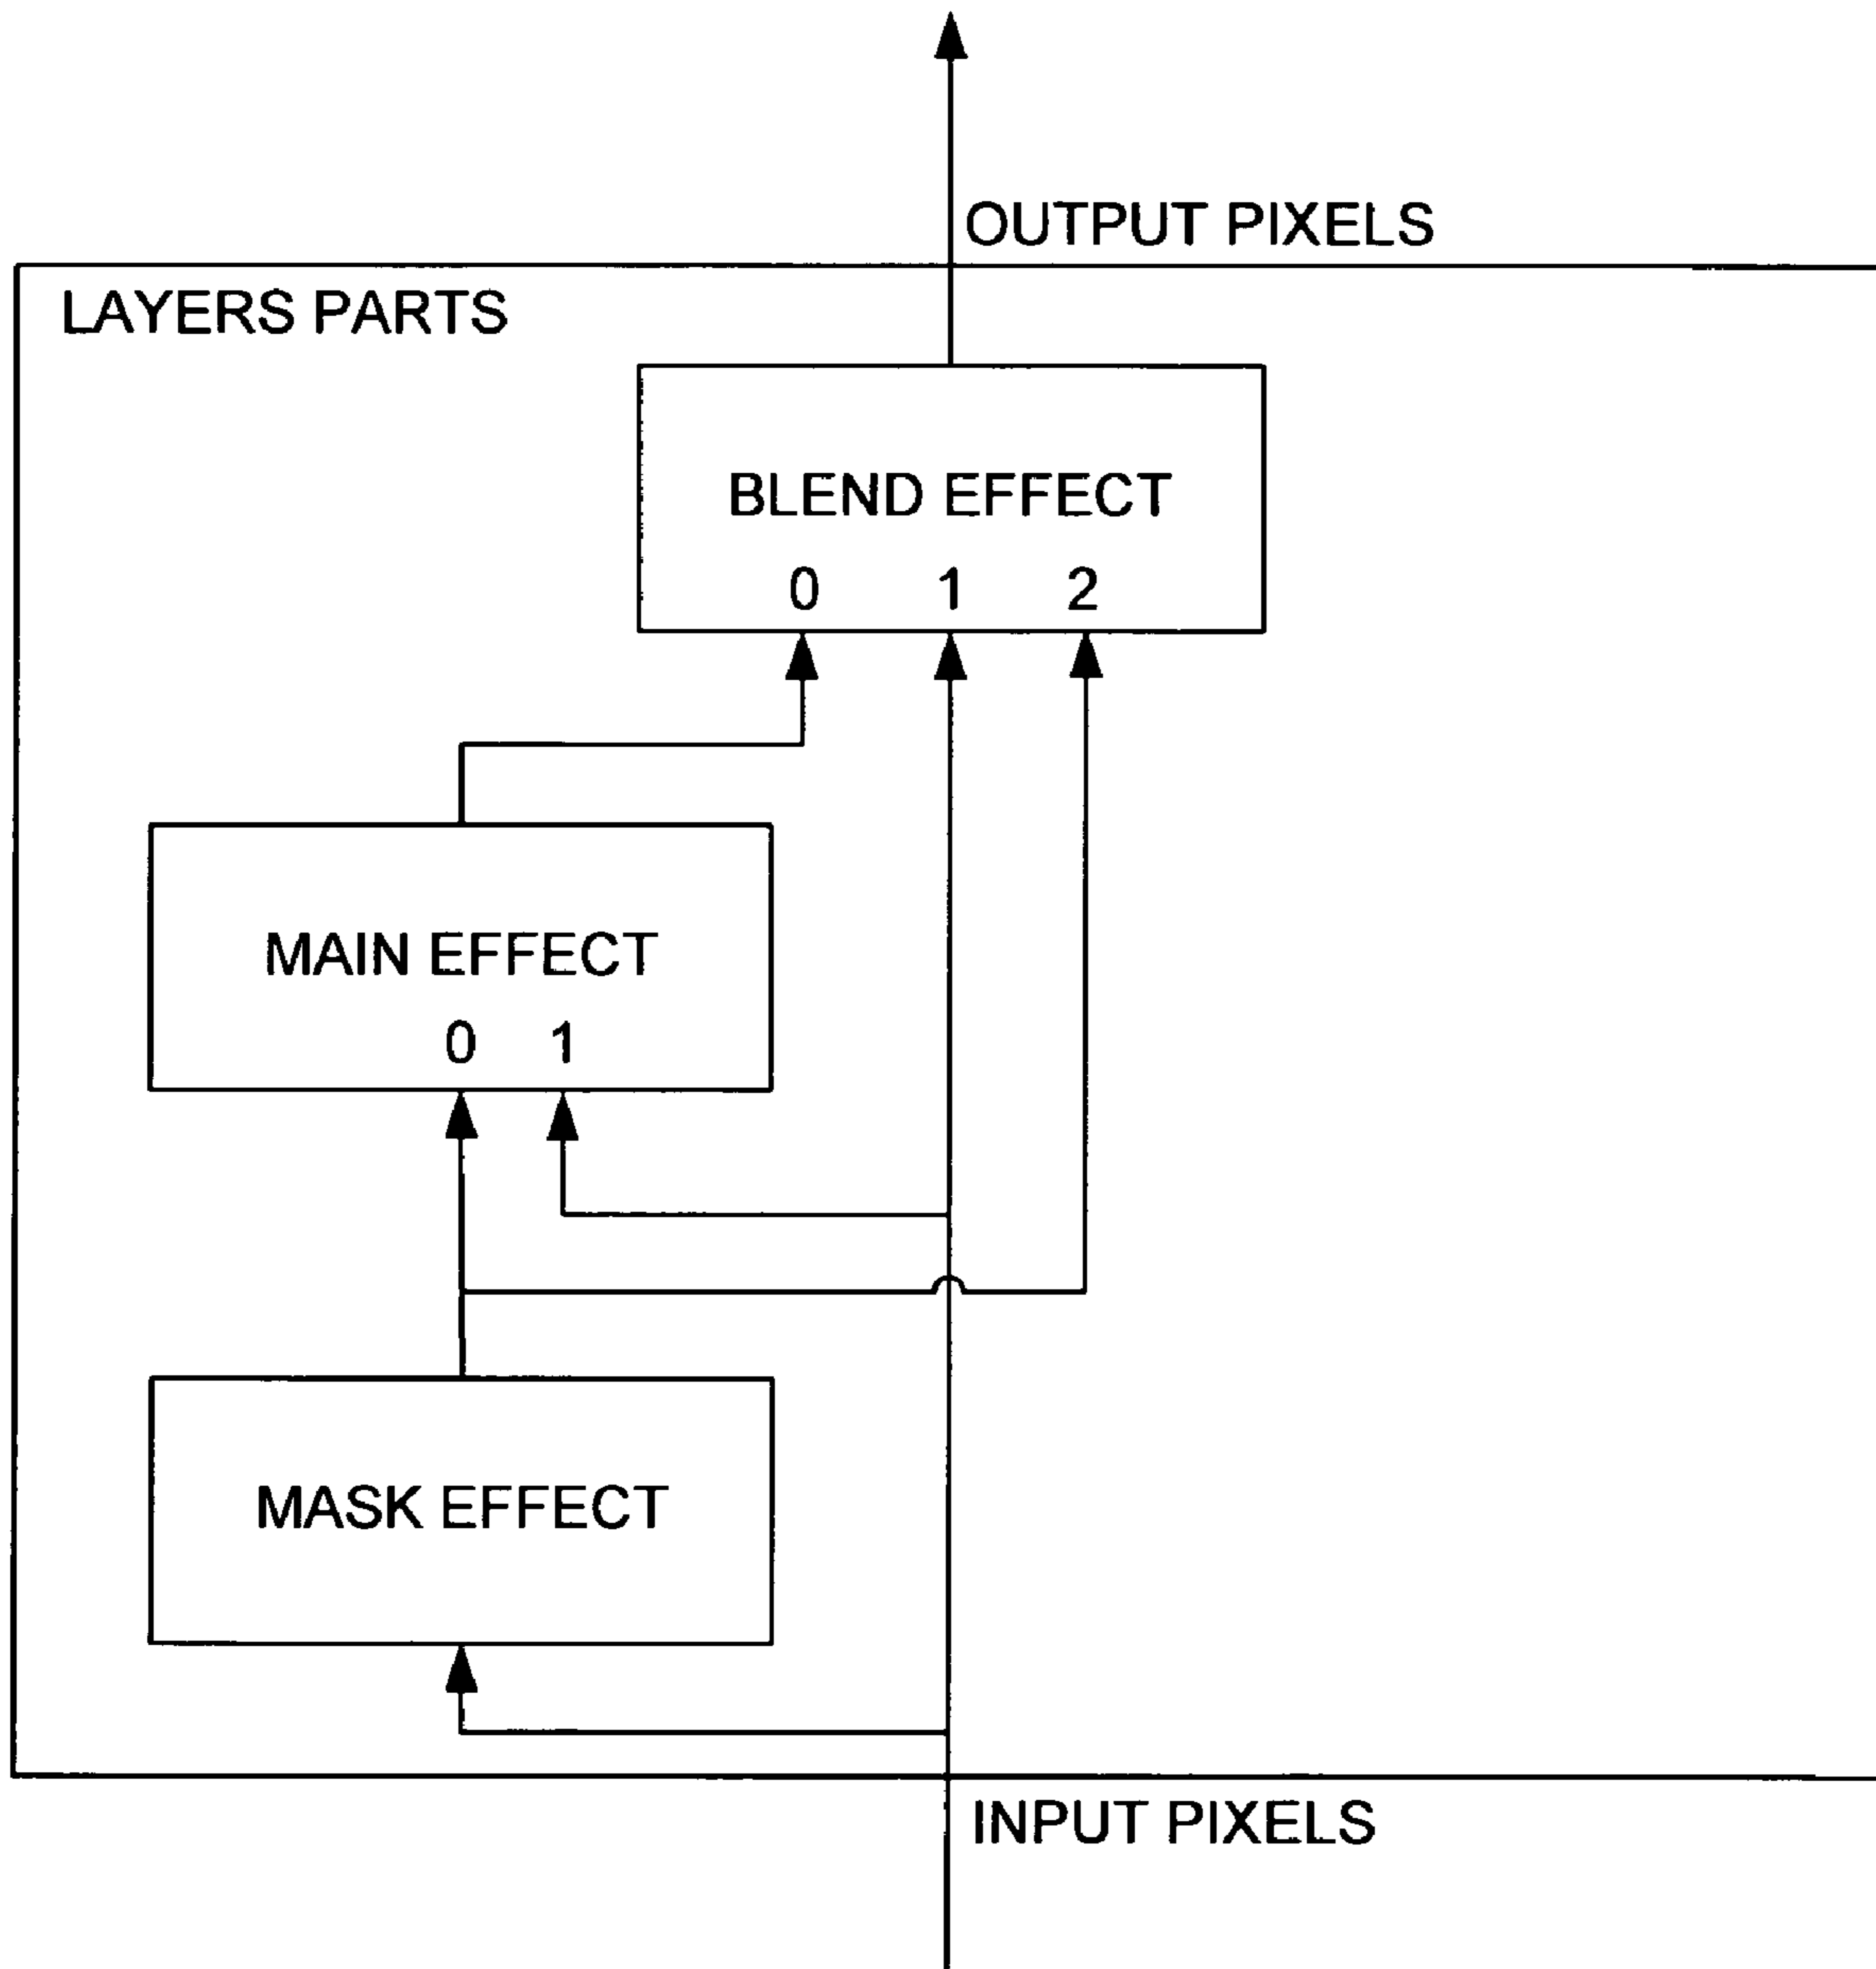 OUTPUT PIXELS
LAYERS PARTS
BLEND EFFECT
0 1 2
MAIN EFFECT
0 1
MASK EFFECT
INPUT PIXELS